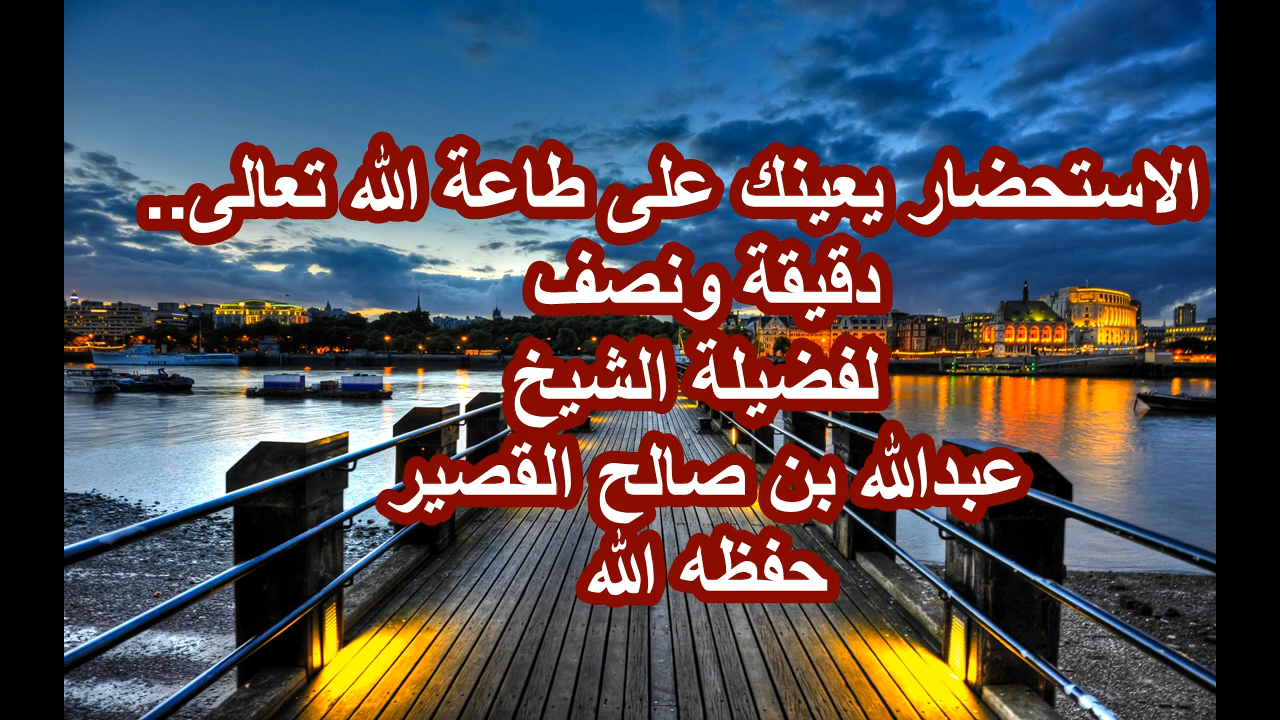 الاستحضار يعينك على طاعة الله تعالى..
دقيقة ونصف
لفضيلة الشيخ
عبدالله بن صالح القصير
حفظه الله